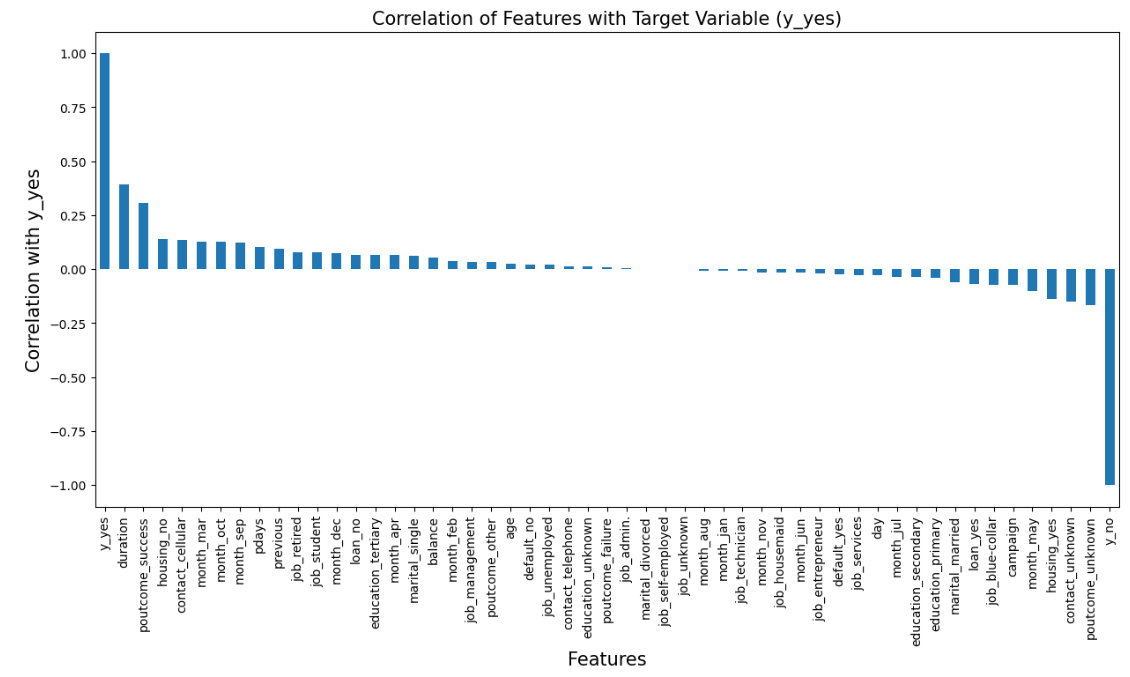 Correlation of Features with Target Variable (y_yes)
Correlation with y_yes
1.00
0.75
0.50
0.25
0.00
−0.25
−0.50
−0.75
−1.00
y_yes
duration
poutcome_success
housing_no
contact_cellular
month_mar
month_oct
month_sep
pdays
previous
job_retired
job_student
month_dec
loan_no
education_tertiary
month_apr
marital_single
balance
month_feb
job_management
poutcome_other
age
default_no
job_unemployed
contact_telephone
education_unknown
poutcome_failure
job_admin.
marital_divorced
job_self-employed
job_unknown
month_aug
month_jan
job_technician
month_nov
job_housemaid
month_jun
job_entrepreneur
default_yes
job_services
day
month_jul
education_secondary
education_primary
marital_married
loan_yes
job_blue-collar
campaign
month_may
housing_yes
contact_unknown
poutcome_unknown
y_no
Features